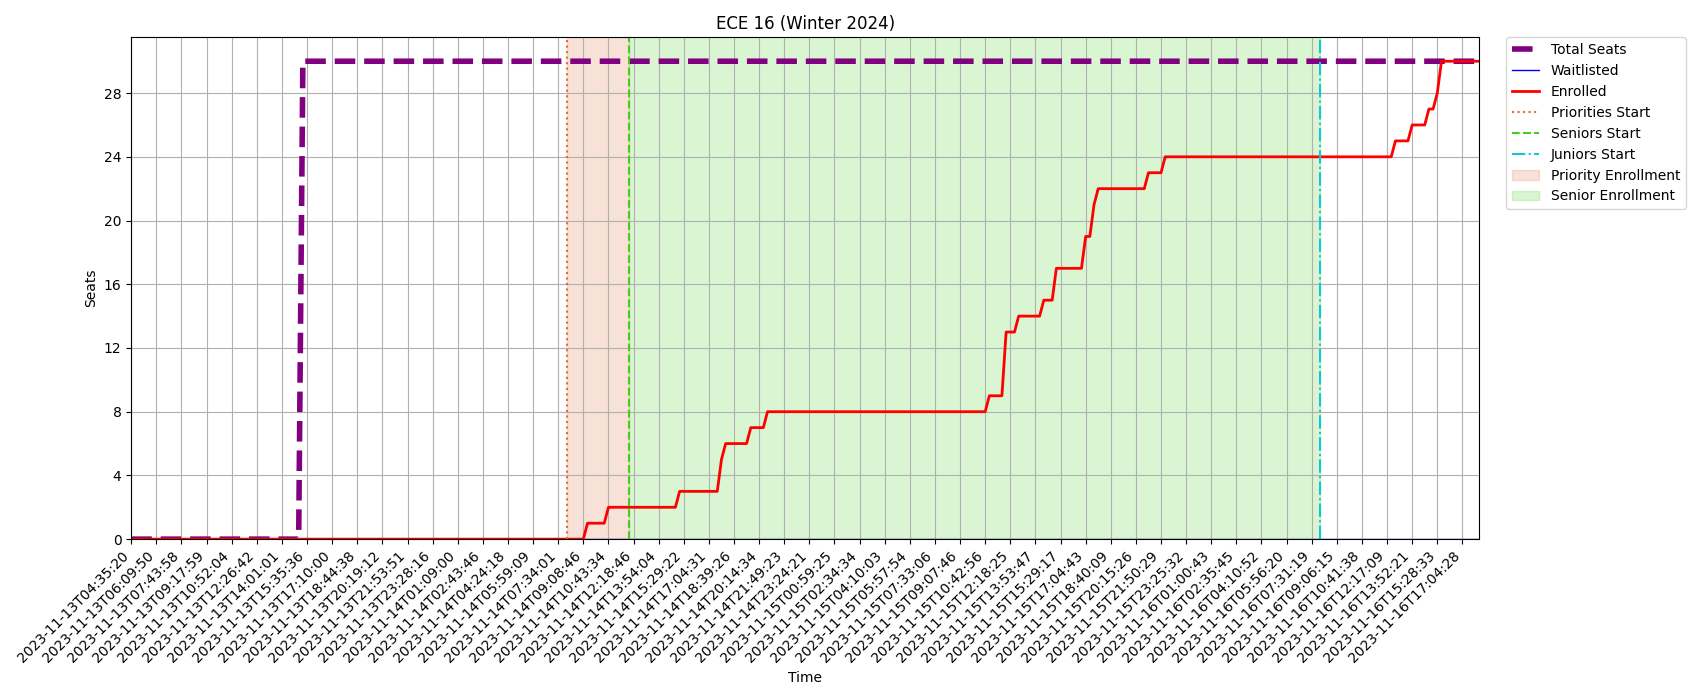 ECE 16 (Winter 2024)
Total Seats
Waitlisted
Enrolled
Priorities Start
Seniors Start
Juniors Start
Priority Enrollment
Senior Enrollment
Seats
28
24
20
16
12
8
4
0
2023-11-13T04:35:20
2023-11-13T06:09:50
2023-11-13T07:43:58
2023-11-13T09:17:59
2023-11-13T10:52:04
2023-11-13T12:26:42
2023-11-13T14:01:01
2023-11-13T15:35:36
2023-11-13T17:10:00
2023-11-13T18:44:38
2023-11-13T20:19:12
2023-11-13T21:53:51
2023-11-13T23:28:16
2023-11-14T01:09:00
2023-11-14T02:43:46
2023-11-14T04:24:18
2023-11-14T05:59:09
2023-11-14T07:34:01
2023-11-14T09:08:46
2023-11-14T10:43:34
2023-11-14T12:18:46
2023-11-14T13:54:04
2023-11-14T15:29:22
2023-11-14T17:04:31
2023-11-14T18:39:26
2023-11-14T20:14:34
2023-11-14T21:49:23
2023-11-14T23:24:21
2023-11-15T00:59:25
2023-11-15T02:34:34
2023-11-15T04:10:03
2023-11-15T05:57:54
2023-11-15T07:33:06
2023-11-15T09:07:46
2023-11-15T10:42:56
2023-11-15T12:18:25
2023-11-15T13:53:47
2023-11-15T15:29:17
2023-11-15T17:04:43
2023-11-15T18:40:09
2023-11-15T20:15:26
2023-11-15T21:50:29
2023-11-15T23:25:32
2023-11-16T01:00:43
2023-11-16T02:35:45
2023-11-16T04:10:52
2023-11-16T05:56:20
2023-11-16T07:31:19
2023-11-16T09:06:15
2023-11-16T10:41:38
2023-11-16T12:17:09
2023-11-16T13:52:21
2023-11-16T15:28:33
2023-11-16T17:04:28
Time